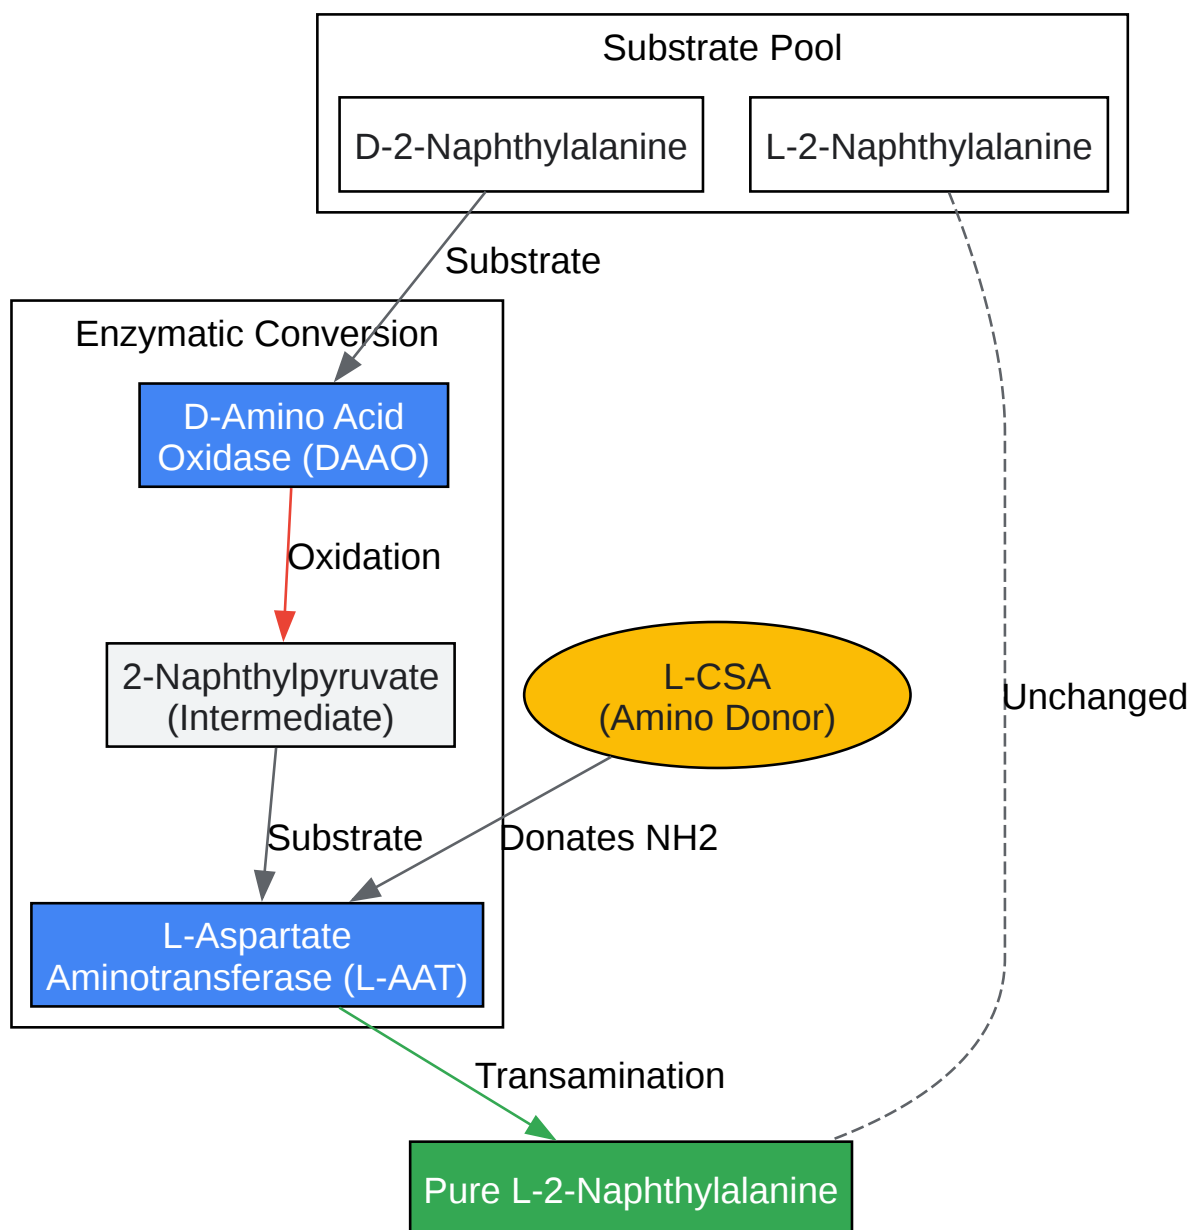 Substrate Pool
D-2-Naphthylalanine
L-2-Naphthylalanine
Substrate
Enzymatic Conversion
D-Amino Acid
Oxidase (DAAO)
Oxidation
2-Naphthylpyruvate
(Intermediate)
L-CSA
(Amino Donor)
Unchanged
Substrate
Donates NH2
L-Aspartate
Aminotransferase (L-AAT)
Transamination
Pure L-2-Naphthylalanine